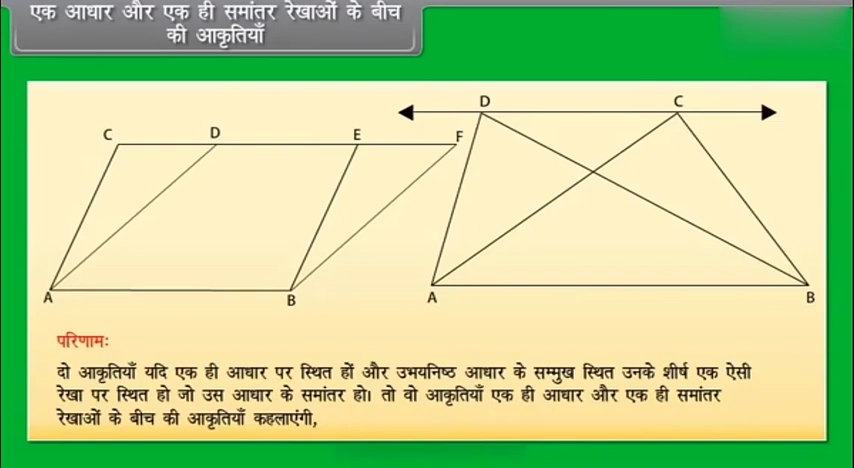 एक आधार और एक ही समांतर रेखाओं के बीच
की आकृतियाँ
D C
C D E F
A B
A B
परिणामः
दो आकृतियाँ यदि एक ही आधार पर स्थित हों और उभयनिष्ठ आधार के सम्मुख स्थित उनके शीर्ष एक ऐसी
रेखा पर स्थित हो जो उस आधार के समांतर हो। तो वो आकृतियाँ एक ही आधार और एक ही समांतर
रेखाओं के बीच की आकृतियाँ कहलाएंगी,